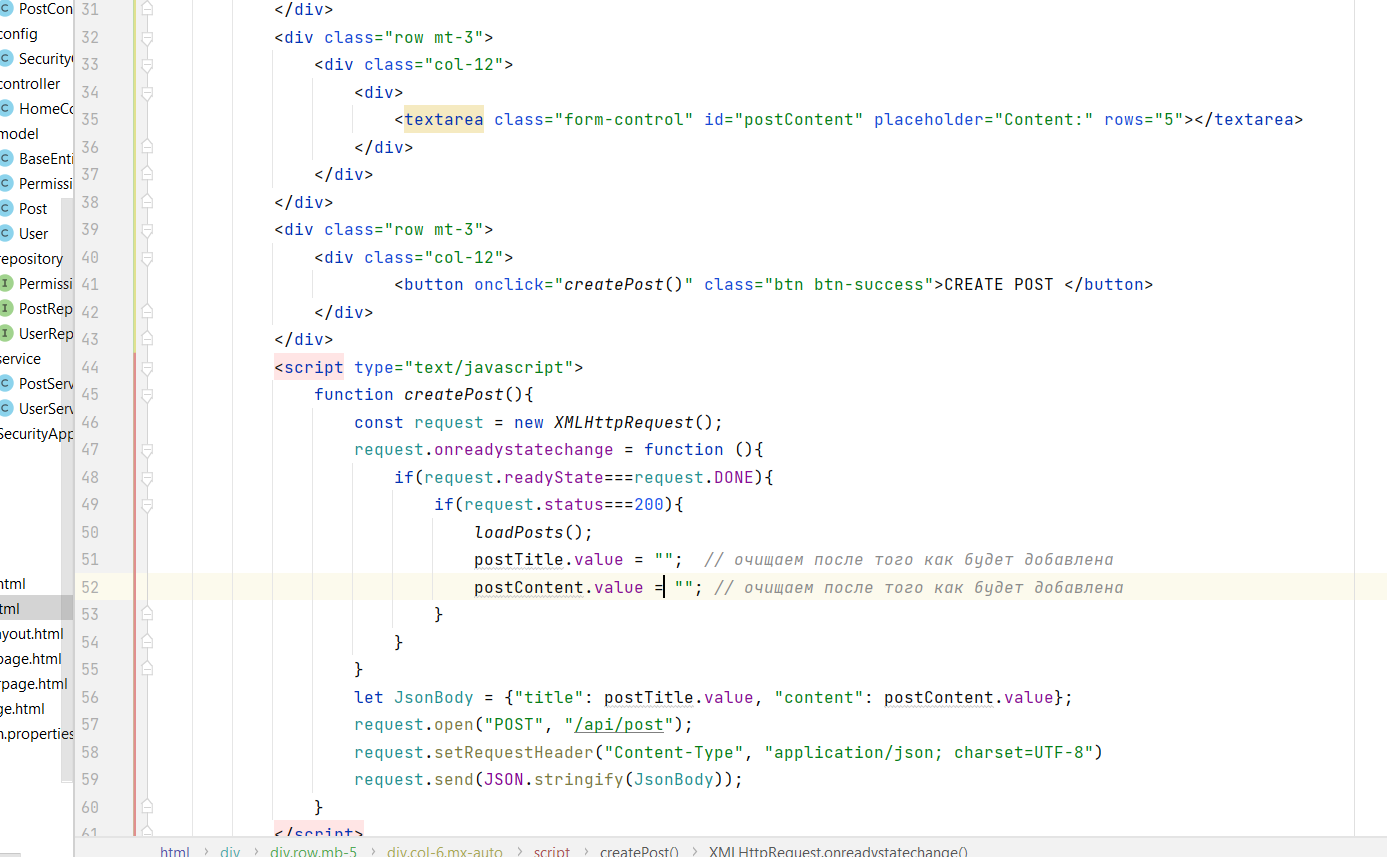 PostCon
config
Security
controller
HomeCo
model
BaseEnti
Permissi
Post
User
repository
Permissi
PostRep
UserRep
service
PostServ
UserServ
SecurityApp
html
tml
ayout.html
page.html
rpage.html
ge.html
n.properties
31 </div>
32 <div class="row mt-3">
33 <div class="col-12">
34 <div>
35 <textarea class="form-control" id="postContent" placeholder="Content:" rows="5"></textarea>
36 </div>
37 </div>
38 </div>
39 <div class="row mt-3">
40 <div class="col-12">
41 <button onclick="createPost()" class="btn btn-success">CREATE POST </button>
42 </div>
43 </div>
44 <script type="text/javascript">
45 function createPost(){
46 const request = new XMLHttpRequest();
47 request.onreadystatechange = function (){
48 if(request.readyState===request.DONE){
49 if(request.status===200){
50 loadPosts();
51 postTitle.value = ""; // очищаем после того как будет добавлена
52 postContent.value = ""; // очищаем после того как будет добавлена
53 }
54 }
55 }
56 let JsonBody = {"title": postTitle.value, "content": postContent.value};
57 request.open("POST", "/api/post");
58 request.setRequestHeader("Content-Type", "application/json; charset=UTF-8")
59 request.send(JSON.stringify(JsonBody));
60 }
61 </script>
html › div › div.row.mb-5 › div.col-6.mx-auto › script › createPost() › XMLHttpRequest.onreadystatechange()